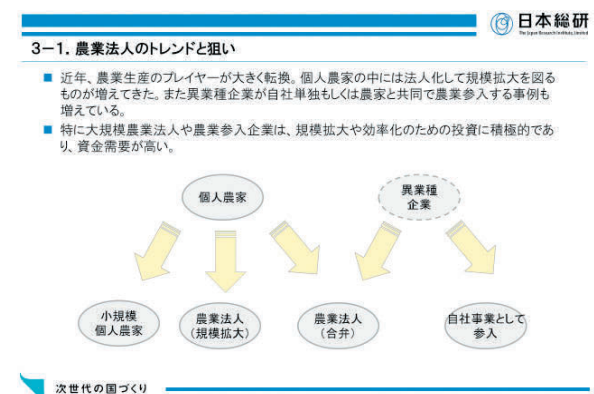 日本総研
The Japan Research Institute, Limited
3－1. 農業法人のトレンドと狙い
■ 近年、農業生産のプレイヤーが大きく転換。個人農家の中には法人化して規模拡大を図る
ものが増えてきた。また異業種企業が自社単独もしくは農家と共同で農業参入する事例も
増えている。
■ 特に大規模農業法人や農業参入企業は、規模拡大や効率化のための投資に積極的であ
り、資金需要が高い。
個人農家
異業種
企業
小規模
個人農家
農業法人
（規模拡大）
農業法人
（合弁）
自社事業として
参入
次世代の国づくり